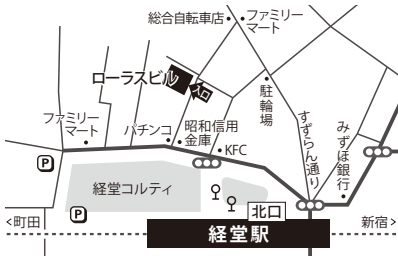 総合自転車店
ファミリー
マート
ローラスビル
入口
駐輪場
すずらん通り
みずほ銀行
ファミリー
マート
パチンコ
昭和信用
金庫
KFC
P
経堂コルティ
P
北口
<町田
経堂駅
新宿>